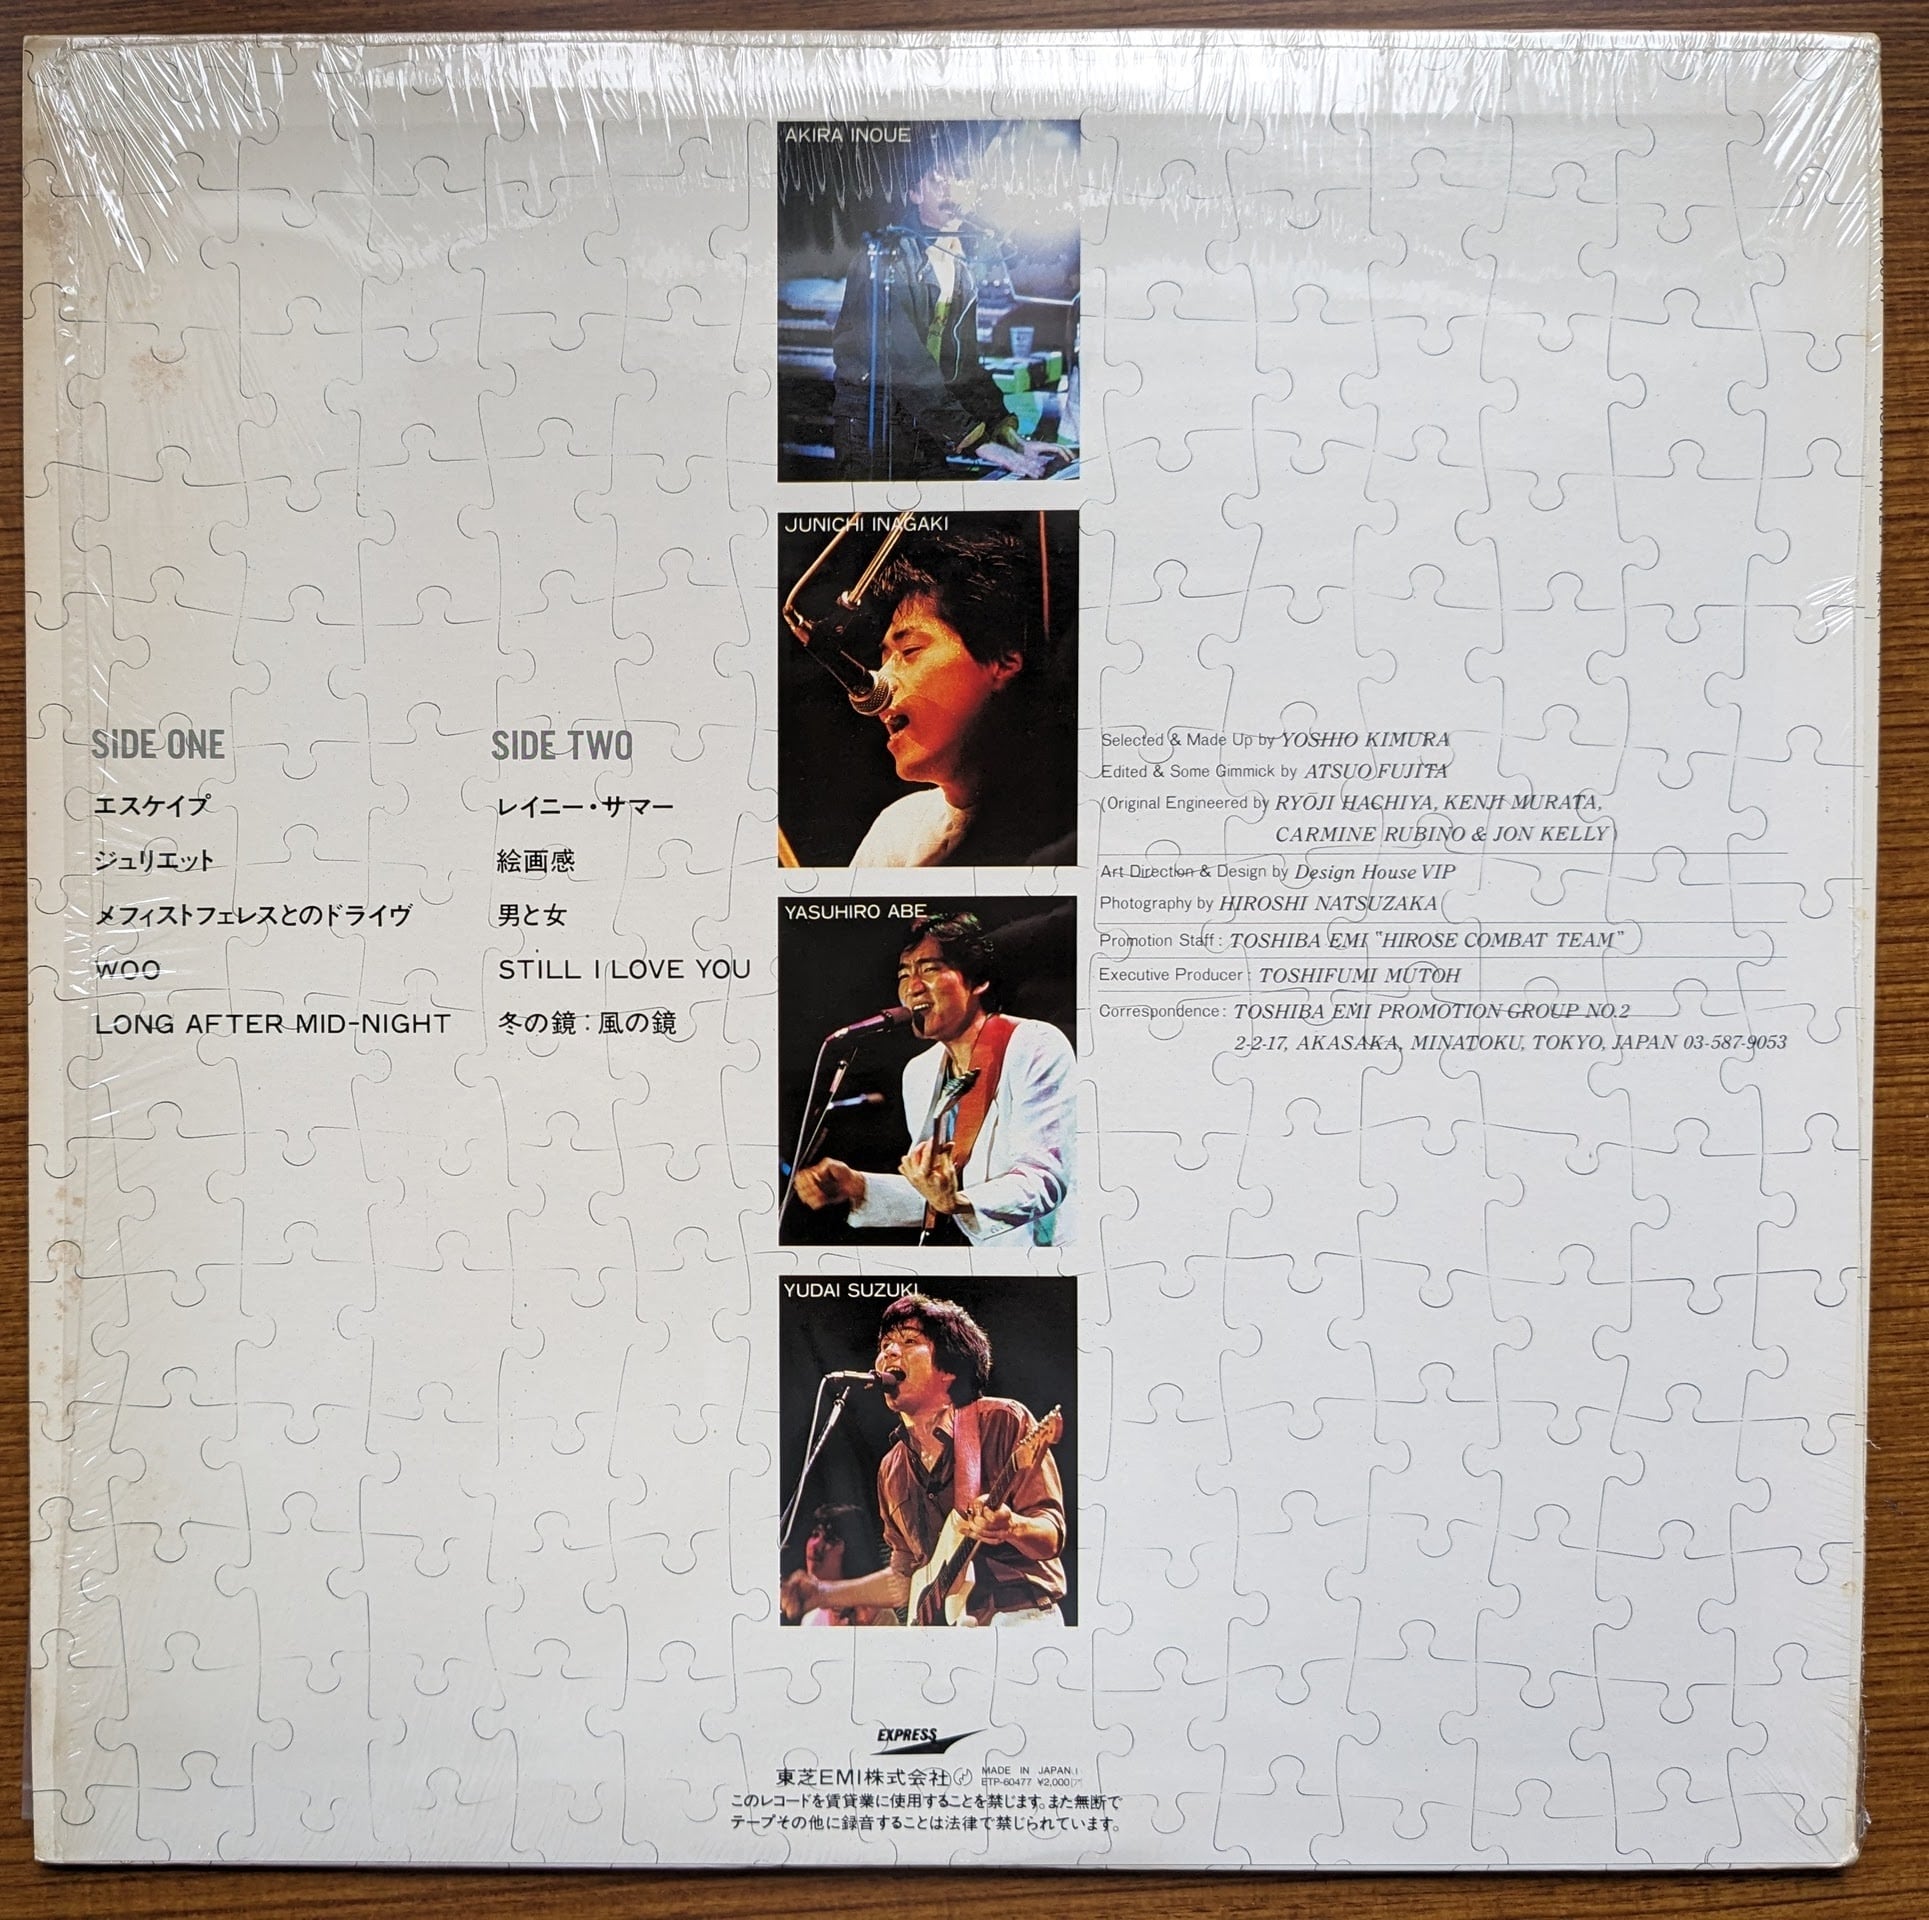 AKIRA INOUE
JUNICHI INAGAKI
YASUHIRO ABE
YUDAI SUZUKI
SIDE ONE
エスケイプ
ジュリエット
メフィストフェレスとのドライヴ
WOO
LONG AFTER MID-NIGHT
SIDE TWO
レイニー・サマー
絵画感
男と女
STILL I LOVE YOU
冬の鏡:風の鏡
Selected & Made Up by YOSHIO KIMURA
Edited & Some Gimmick by ATSUO FUJITA
(Original Engineered by RYŌJI HACHIYA, KENJI MURATA,
CARMINE RUBINO & JON KELLY)
Art Direction & Design by Design House VIP
Photography by HIROSHI NATSUZAKA
Promotion Staff: TOSHIBA EMI "HIROSE COMBAT TEAM"
Executive Producer: TOSHIFUMI MUTOH
Correspondence: TOSHIBA EMI PROMOTION GROUP NO.2
2-2-17, AKASAKA, MINATOKU, TOKYO, JAPAN 03-587-9053
EXPRESS
東芝EMI株式会社 MADE IN JAPAN
ETP-60477 ¥2,000
このレコードを賃貸業に使用することを禁じます。また無断で
テープその他に録音することは法律で禁じられています。